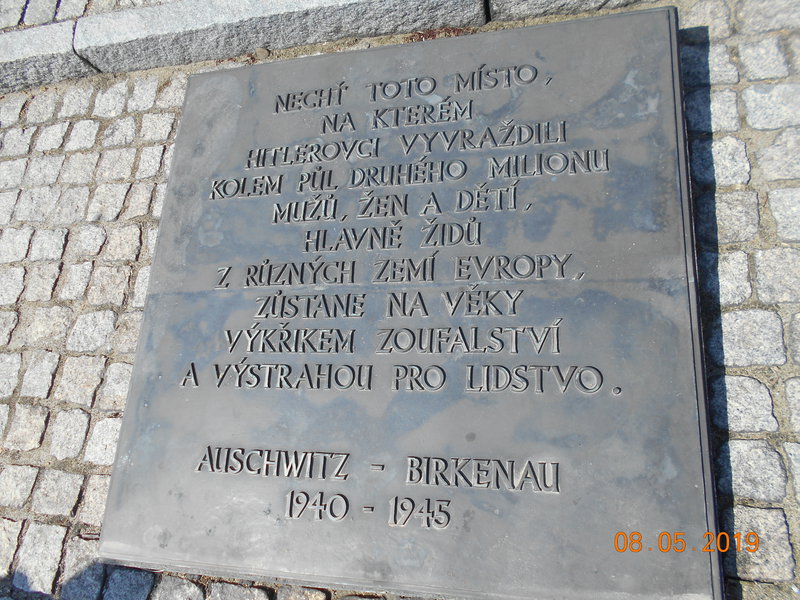 NECHŤ TOTO MÍSTO,
NA KTERÉM
HITLEROVCI VYVRAŽDILI
KOLEM PŮL DRUHÉHO MILIONU
MUŽŮ, ŽEN A DĚTÍ,
HLAVNĚ ŽIDŮ
Z RŮZNÝCH ZEMÍ EVROPY,
ZŮSTANE NA VĚKY
VÝKŘIKEM ZOUFALSTVÍ
A VÝSTRAHOU PRO LIDSTVO.
AUSCHWITZ - BIRKENAU
1940 - 1945
08.05.2019